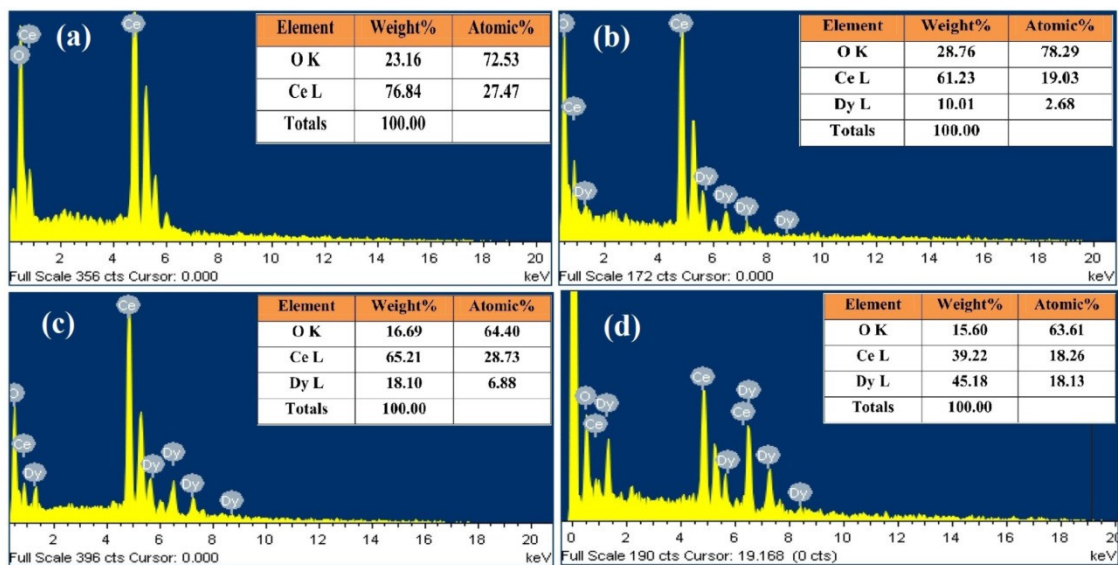 (a)
O
Ce
Ce
Element Weight% Atomic%
O K 23.16 72.53
Ce L 76.84 27.47
Totals 100.00
2 4 6 8 10 12 14 16 18 20
Full Scale 356 cts Cursor: 0.000 keV
(b)
O
Ce
Dy
Ce
Dy
Dy
Dy
Dy
Element Weight% Atomic%
O K 28.76 78.29
Ce L 61.23 19.03
Dy L 10.01 2.68
Totals 100.00
2 4 6 8 10 12 14 16 18 20
Full Scale 172 cts Cursor: 0.000 keV
(c)
O
Ce
Dy
Ce
Dy
Dy
Dy
Dy
Element Weight% Atomic%
O K 16.69 64.40
Ce L 65.21 28.73
Dy L 18.10 6.88
Totals 100.00
2 4 6 8 10 12 14 16 18 20
Full Scale 396 cts Cursor: 0.000 keV
(d)
O
Ce
Dy
Ce
Dy
Dy
Ce
Dy
Dy
Element Weight% Atomic%
O K 15.60 63.61
Ce L 39.22 18.26
Dy L 45.18 18.13
Totals 100.00
0 2 4 6 8 10 12 14 16 18 20
Full Scale 190 cts Cursor: 19.168 (0 cts) keV